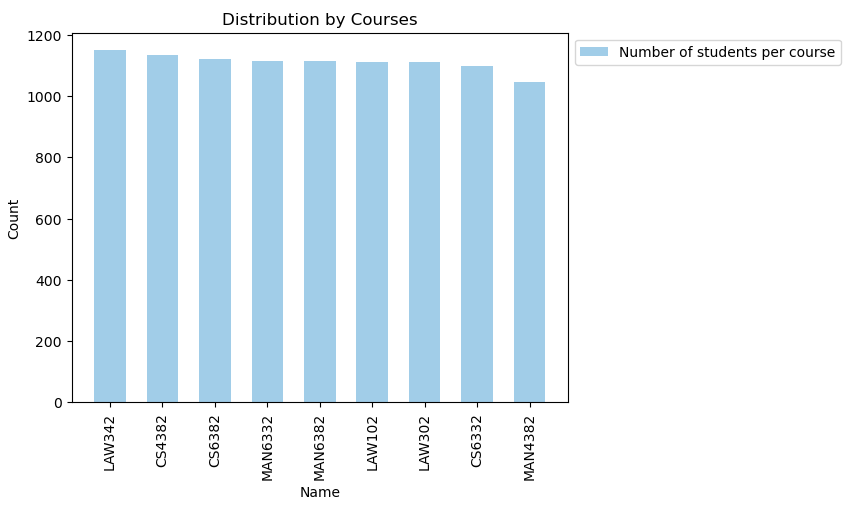 Distribution by Courses
Number of students per course
Count
1200
1000
800
600
400
200
0
LAW342
CS4382
CS6382
MAN6332
MAN6382
LAW102
LAW302
CS6332
MAN4382
Name